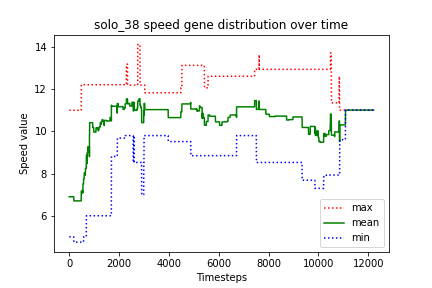 solo_38 speed gene distribution over time
Speed value
14
12
10
8
6
max
mean
min
0 2000 4000 6000 8000 10000 12000
Timesteps